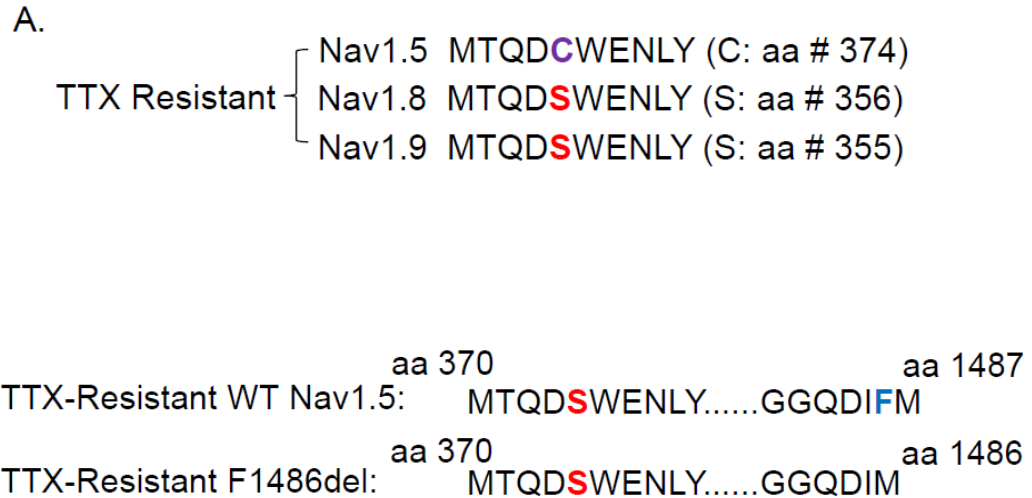 A.
Nav1.5 MTQDCWENLY (C: aa # 374)
TTX Resistant
Nav1.8 MTQDSWENLY (S: aa # 356)
Nav1.9 MTQDSWENLY (S: aa # 355)
aa 370 aa 1487
TTX-Resistant WT Nav1.5: MTQDSWENLY......GGQDIFM
aa 370 aa 1486
TTX-Resistant F1486del: MTQDSWENLY......GGQDIM